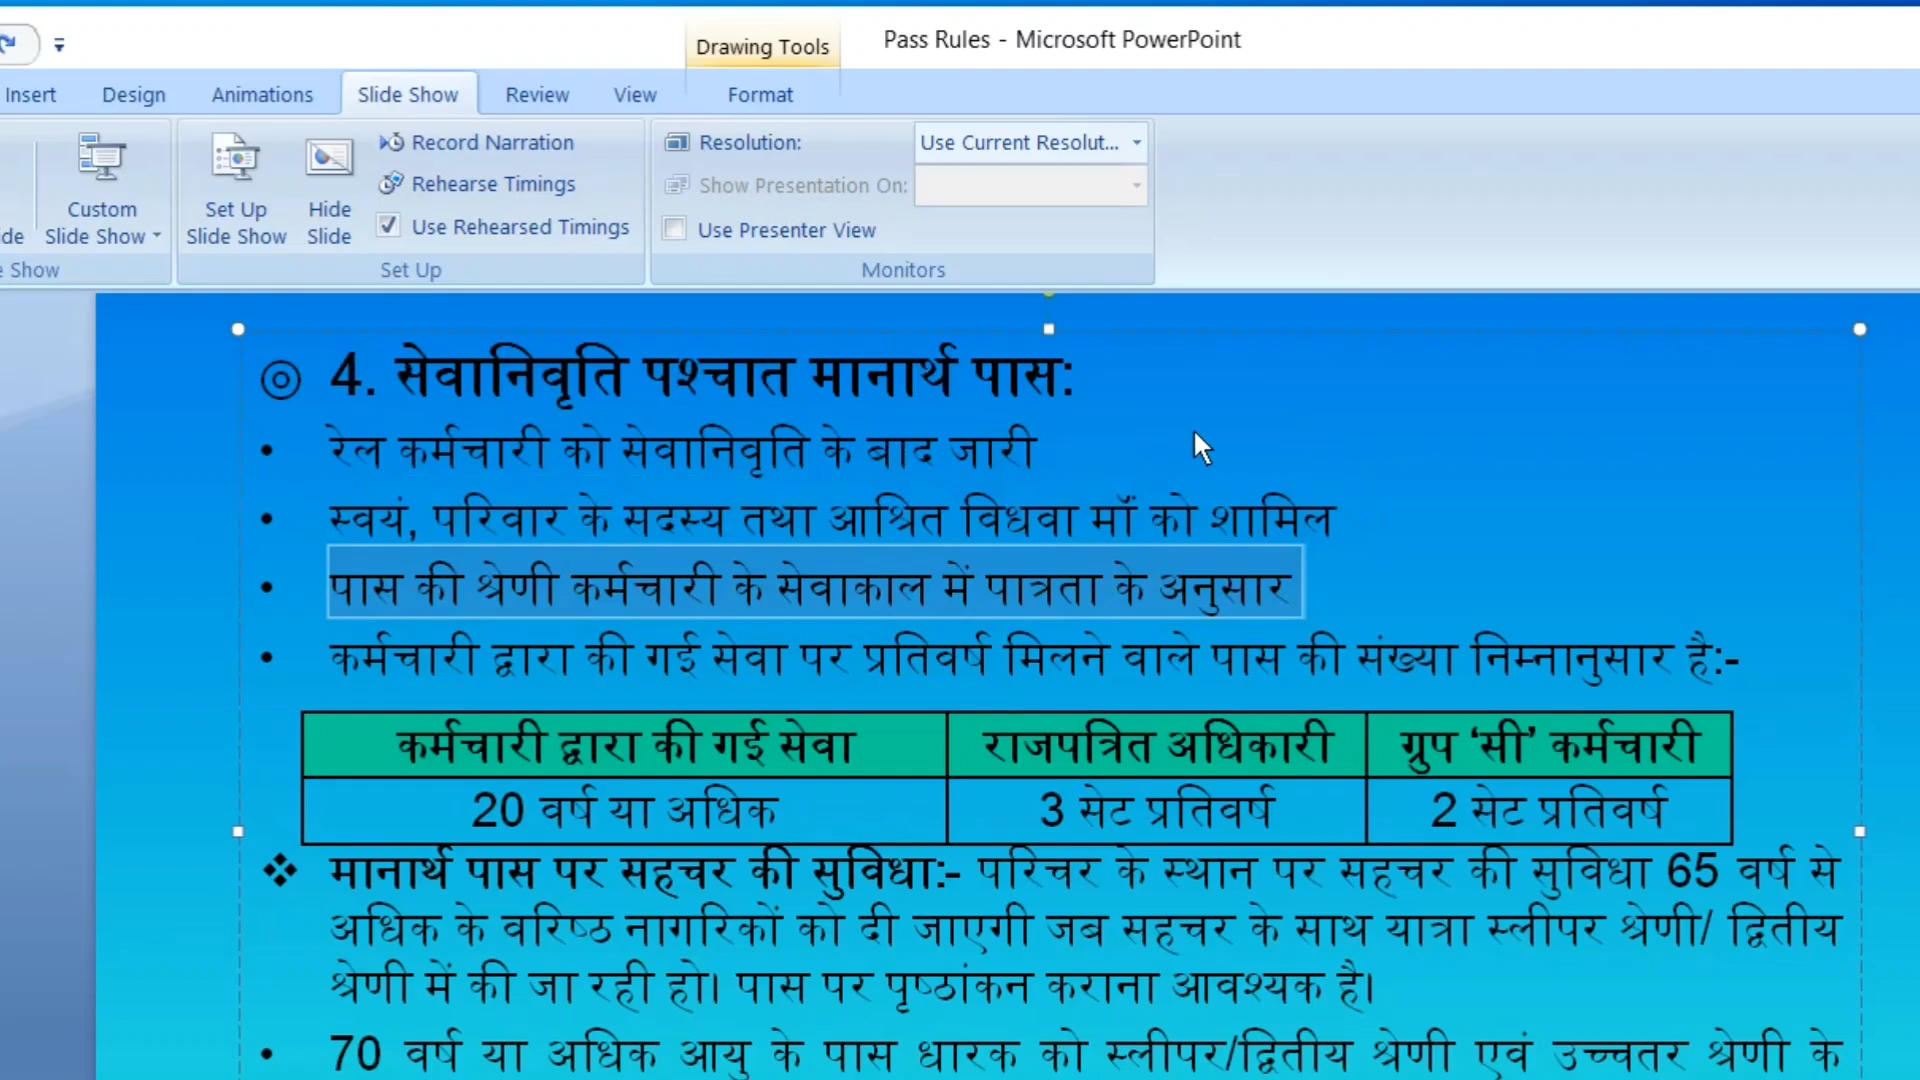 Drawing Tools
Pass Rules - Microsoft PowerPoint
Insert Design Animations Slide Show Review View Format
Custom Slide Show
Set Up Slide Show
Hide Slide
Record Narration
Rehearse Timings
Use Rehearsed Timings
Resolution: Use Current Resolut...
Show Presentation On:
Use Presenter View
Show Set Up Monitors
◎ 4. सेवानिवृति पश्चात मानार्थ पास:
• रेल कर्मचारी को सेवानिवृति के बाद जारी
• स्वयं, परिवार के सदस्य तथा आश्रित विधवा मॉं को शामिल
• पास की श्रेणी कर्मचारी के सेवाकाल में पात्रता के अनुसार
• कर्मचारी द्वारा की गई सेवा पर प्रतिवर्ष मिलने वाले पास की संख्या निम्नानुसार है:-
कर्मचारी द्वारा की गई सेवा राजपत्रित अधिकारी ग्रुप ‘सी’ कर्मचारी
20 वर्ष या अधिक 3 सेट प्रतिवर्ष 2 सेट प्रतिवर्ष
❖ मानार्थ पास पर सहचर की सुविधा:- परिचर के स्थान पर सहचर की सुविधा 65 वर्ष से
अधिक के वरिष्ठ नागरिकों को दी जाएगी जब सहचर के साथ यात्रा स्लीपर श्रेणी/ द्वितीय
श्रेणी में की जा रही हो। पास पर पृष्ठांकन कराना आवश्यक है।
• 70 वर्ष या अधिक आयु के पास धारक को स्लीपर/द्वितीय श्रेणी एवं उच्चतर श्रेणी के